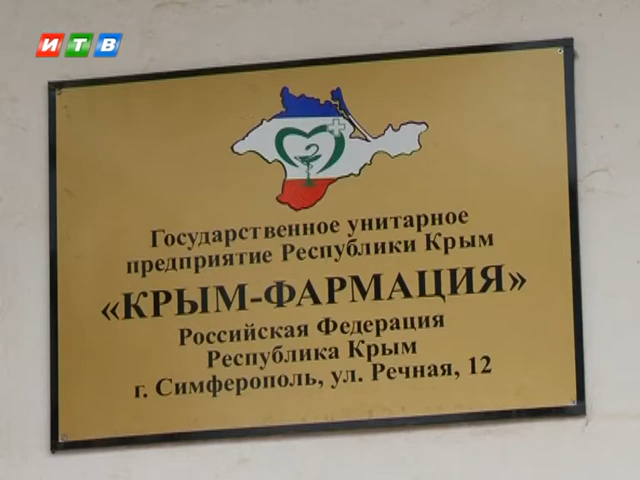 ИТВ
Государственное унитарное
предприятие Республики Крым
«КРЫМ-ФАРМАЦИЯ»
Российская Федерация
Республика Крым
г. Симферополь, ул. Речная, 12